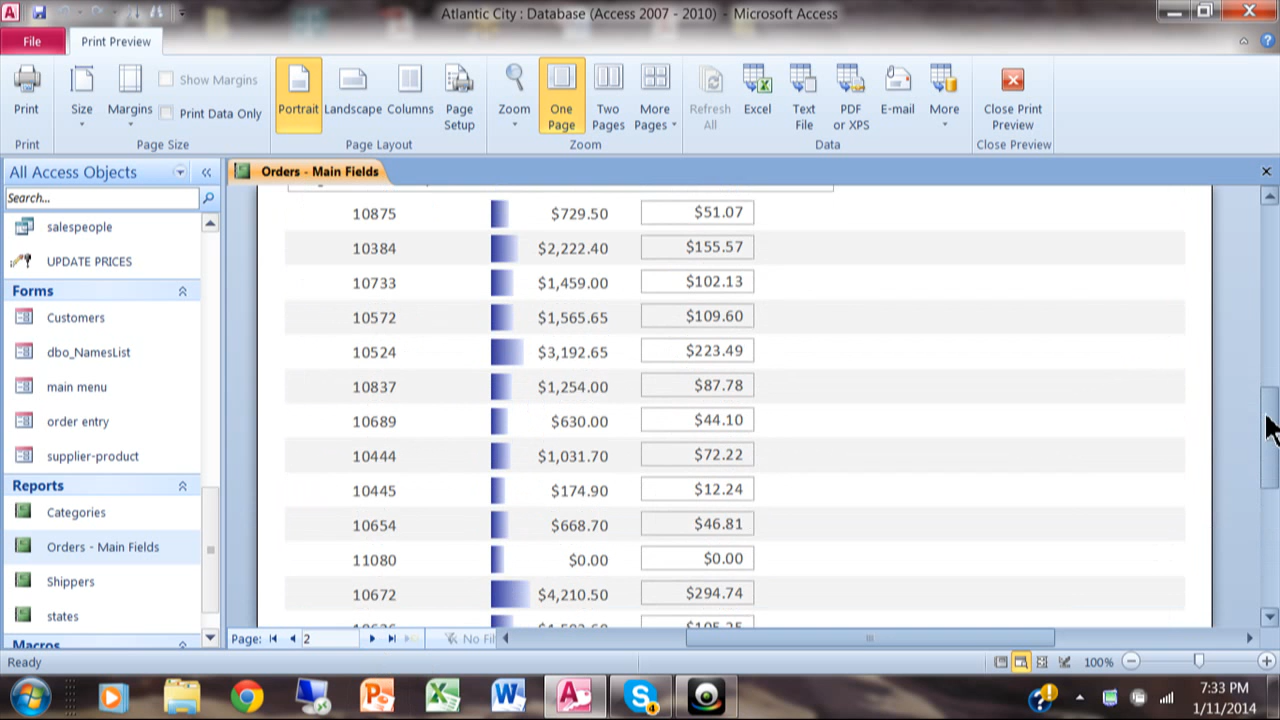 Atlantic City : Database (Access 2007 - 2010) - Microsoft Access
File Print Preview
Print
Size
Margins
Show Margins
Print Data Only
Portrait
Landscape
Columns
Page Setup
Zoom
One Page
Two Pages
More Pages
Refresh All
Excel
Text File
PDF or XPS
E-mail
More
Close Print Preview
Print Page Size Page Layout Zoom Data Close Preview
All Access Objects
Search...
salespeople
UPDATE PRICES
Forms
Customers
dbo_NamesList
main menu
order entry
supplier-product
Reports
Categories
Orders - Main Fields
Shippers
states
Macros
Orders - Main Fields
10875 $729.50 $51.07
10384 $2,222.40 $155.57
10733 $1,459.00 $102.13
10572 $1,565.65 $109.60
10524 $3,192.65 $223.49
10837 $1,254.00 $87.78
10689 $630.00 $44.10
10444 $1,031.70 $72.22
10445 $174.90 $12.24
10654 $668.70 $46.81
11080 $0.00 $0.00
10672 $4,210.50 $294.74
Page: 2 No Fil
Ready 100%
7:33 PM
1/11/2014